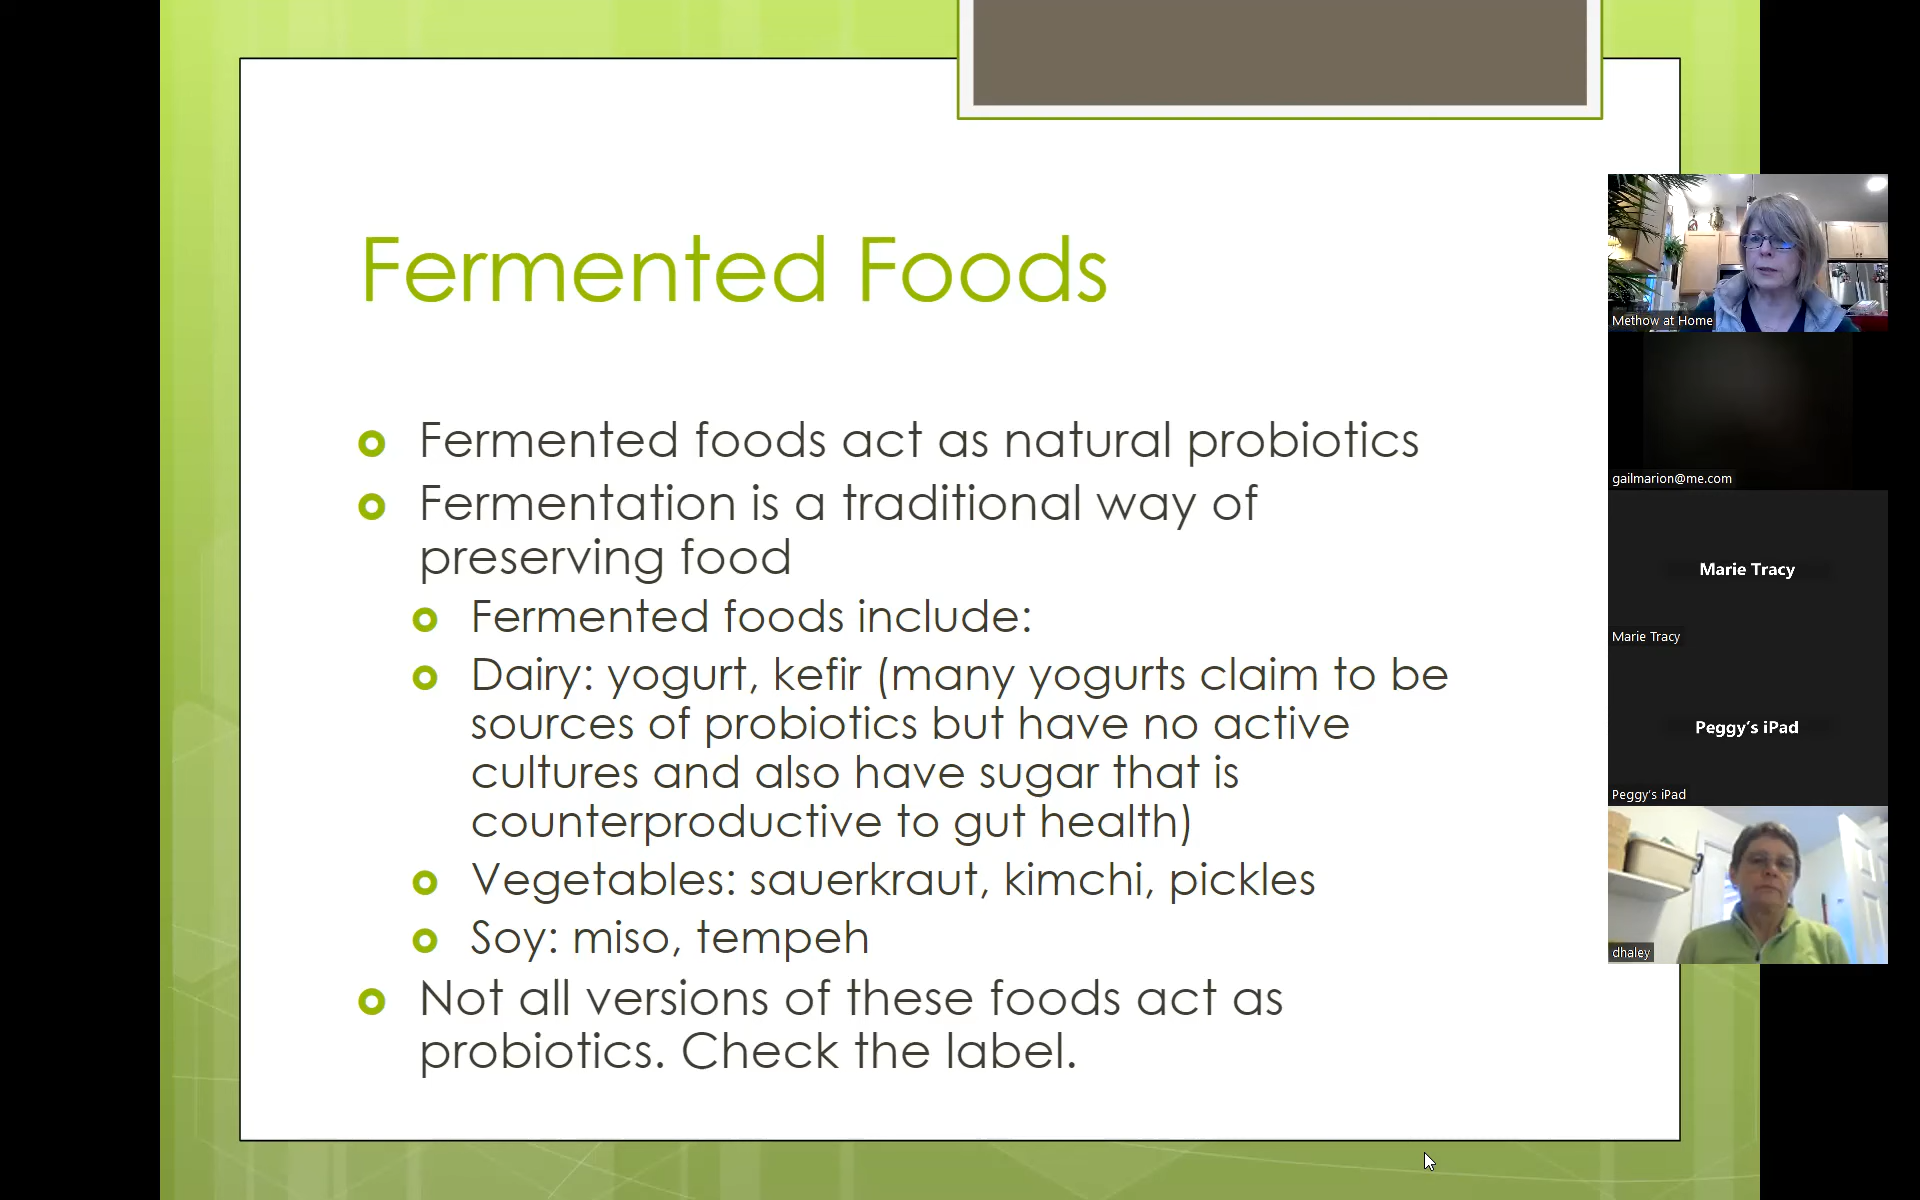 Fermented Foods
Fermented foods act as natural probiotics
Fermentation is a traditional way of
preserving food
Fermented foods include:
Dairy: yogurt, kefir (many yogurts claim to be
sources of probiotics but have no active
cultures and also have sugar that is
counterproductive to gut health)
Vegetables: sauerkraut, kimchi, pickles
Soy: miso, tempeh
Not all versions of these foods act as
probiotics. Check the label.
Methow at Home
gailmarion@me.com
Marie Tracy
Marie Tracy
Peggy’s iPad
Peggy's iPad
dhaley